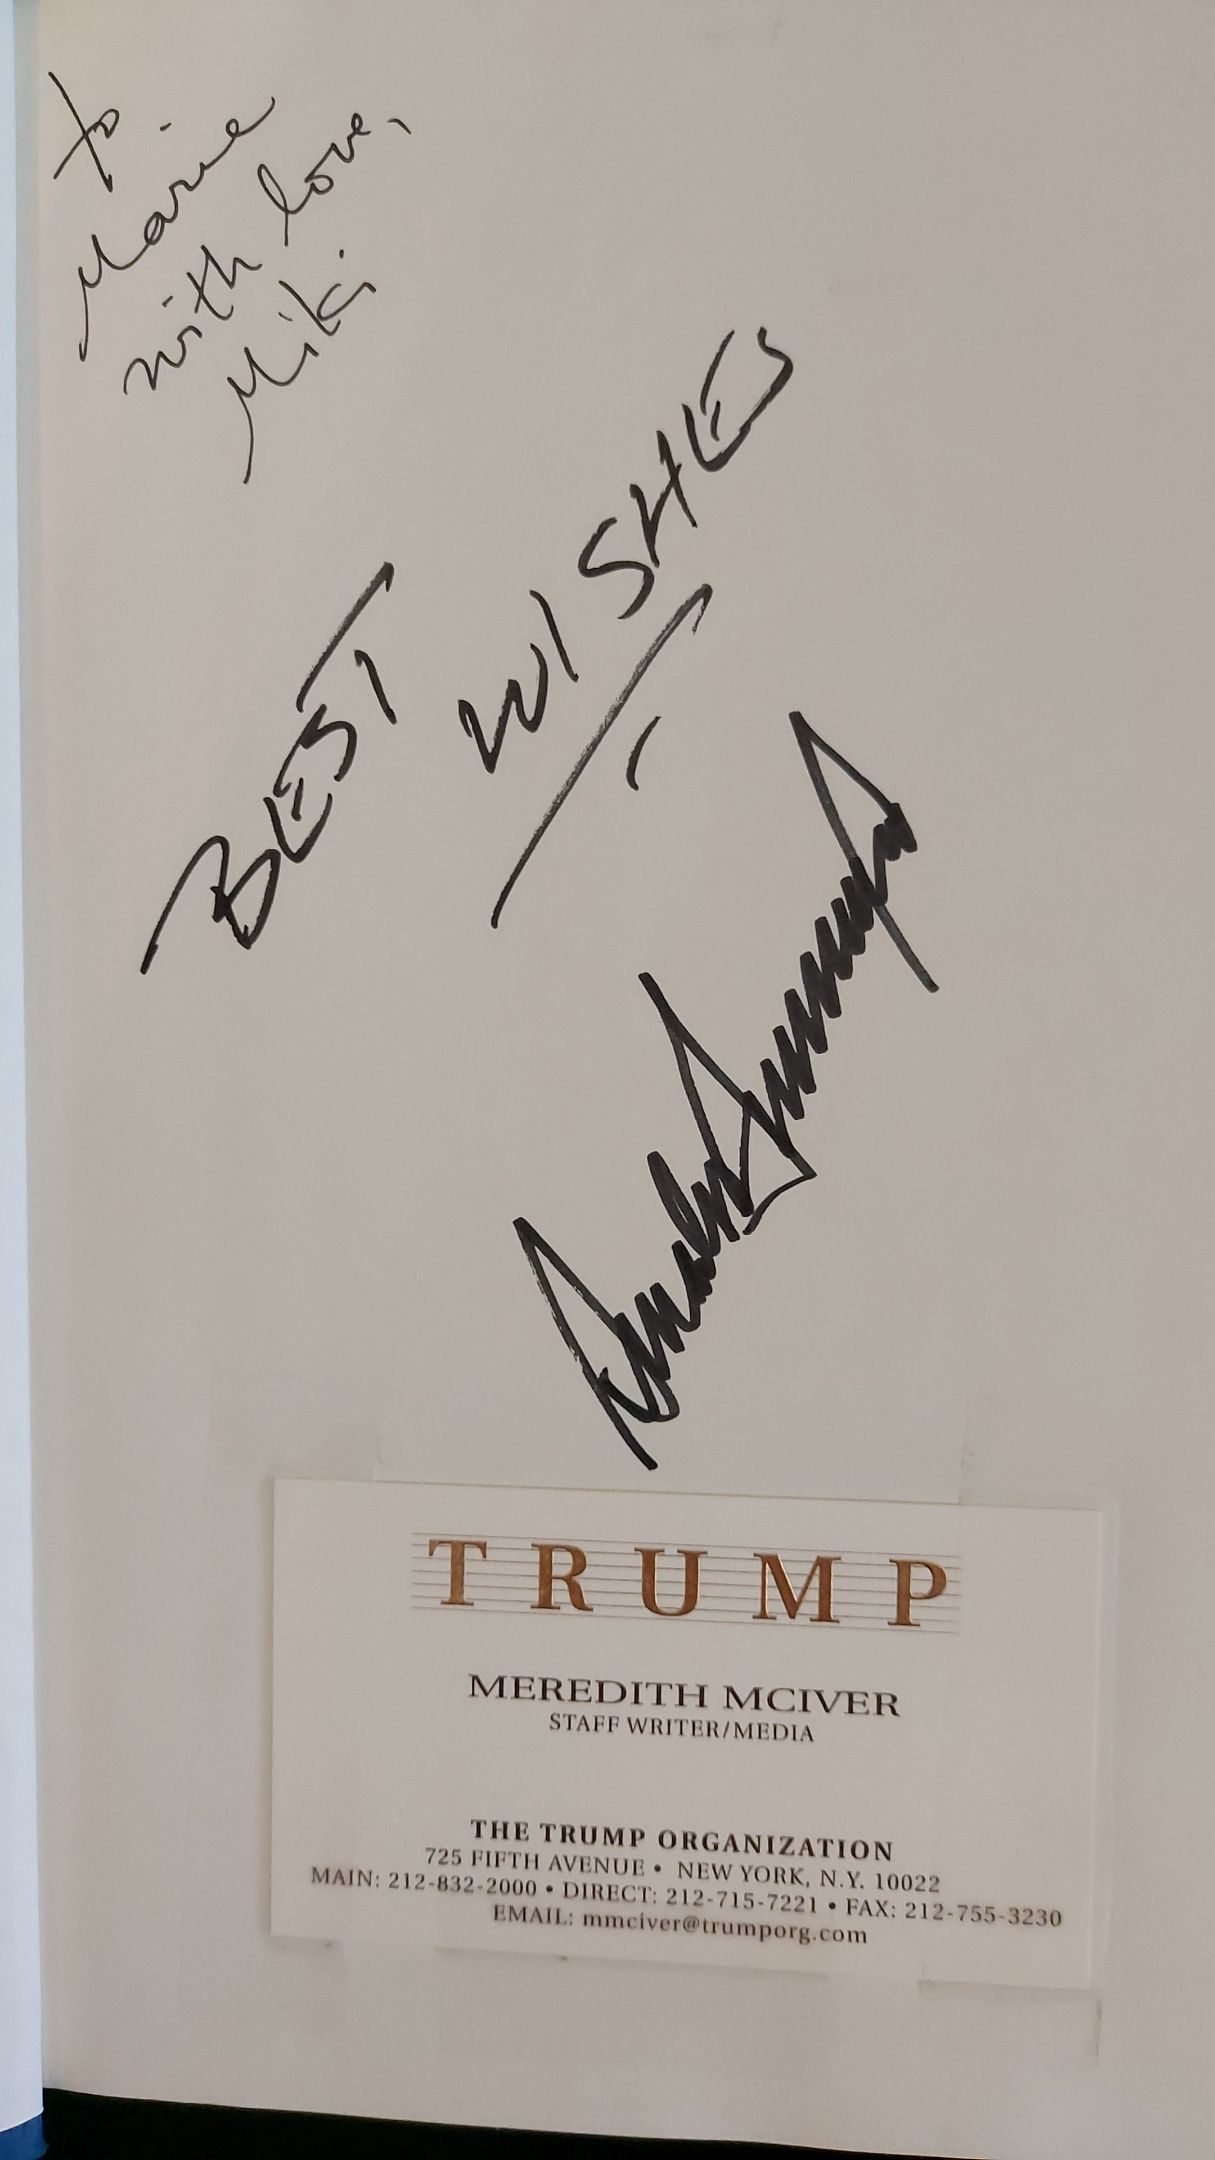 to
Marie
with love,
Miki
BEST
WISHES
Donald Trump
TRUMP
MEREDITH MCIVER
STAFF WRITER/MEDIA
THE TRUMP ORGANIZATION
725 FIFTH AVENUE • NEW YORK, N.Y. 10022
MAIN: 212-832-2000 • DIRECT: 212-715-7221 • FAX: 212-755-3230
EMAIL: mmciver@trumporg.com